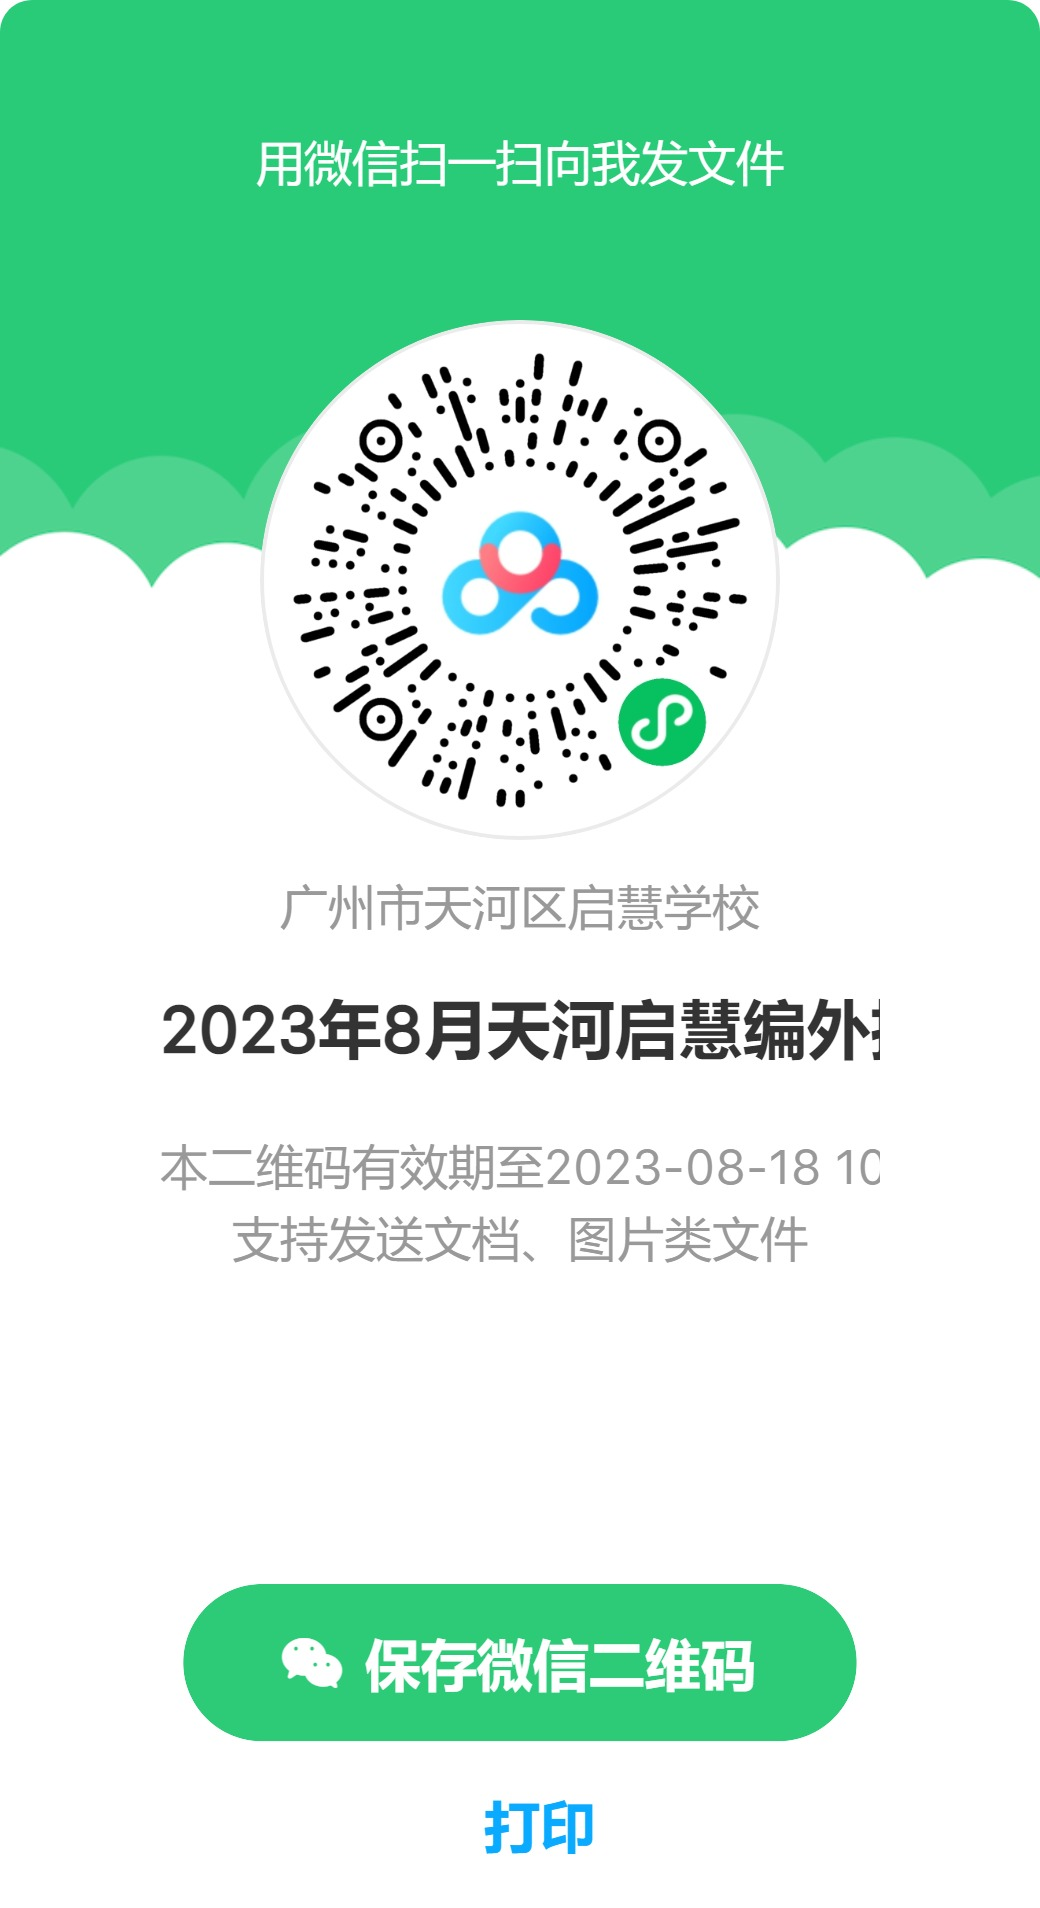 用微信扫一扫向我发文件
广州市天河区启慧学校
2023年8月天河启慧编外
本二维码有效期至2023-08-18 10
支持发送文档、图片类文件
保存微信二维码
打印